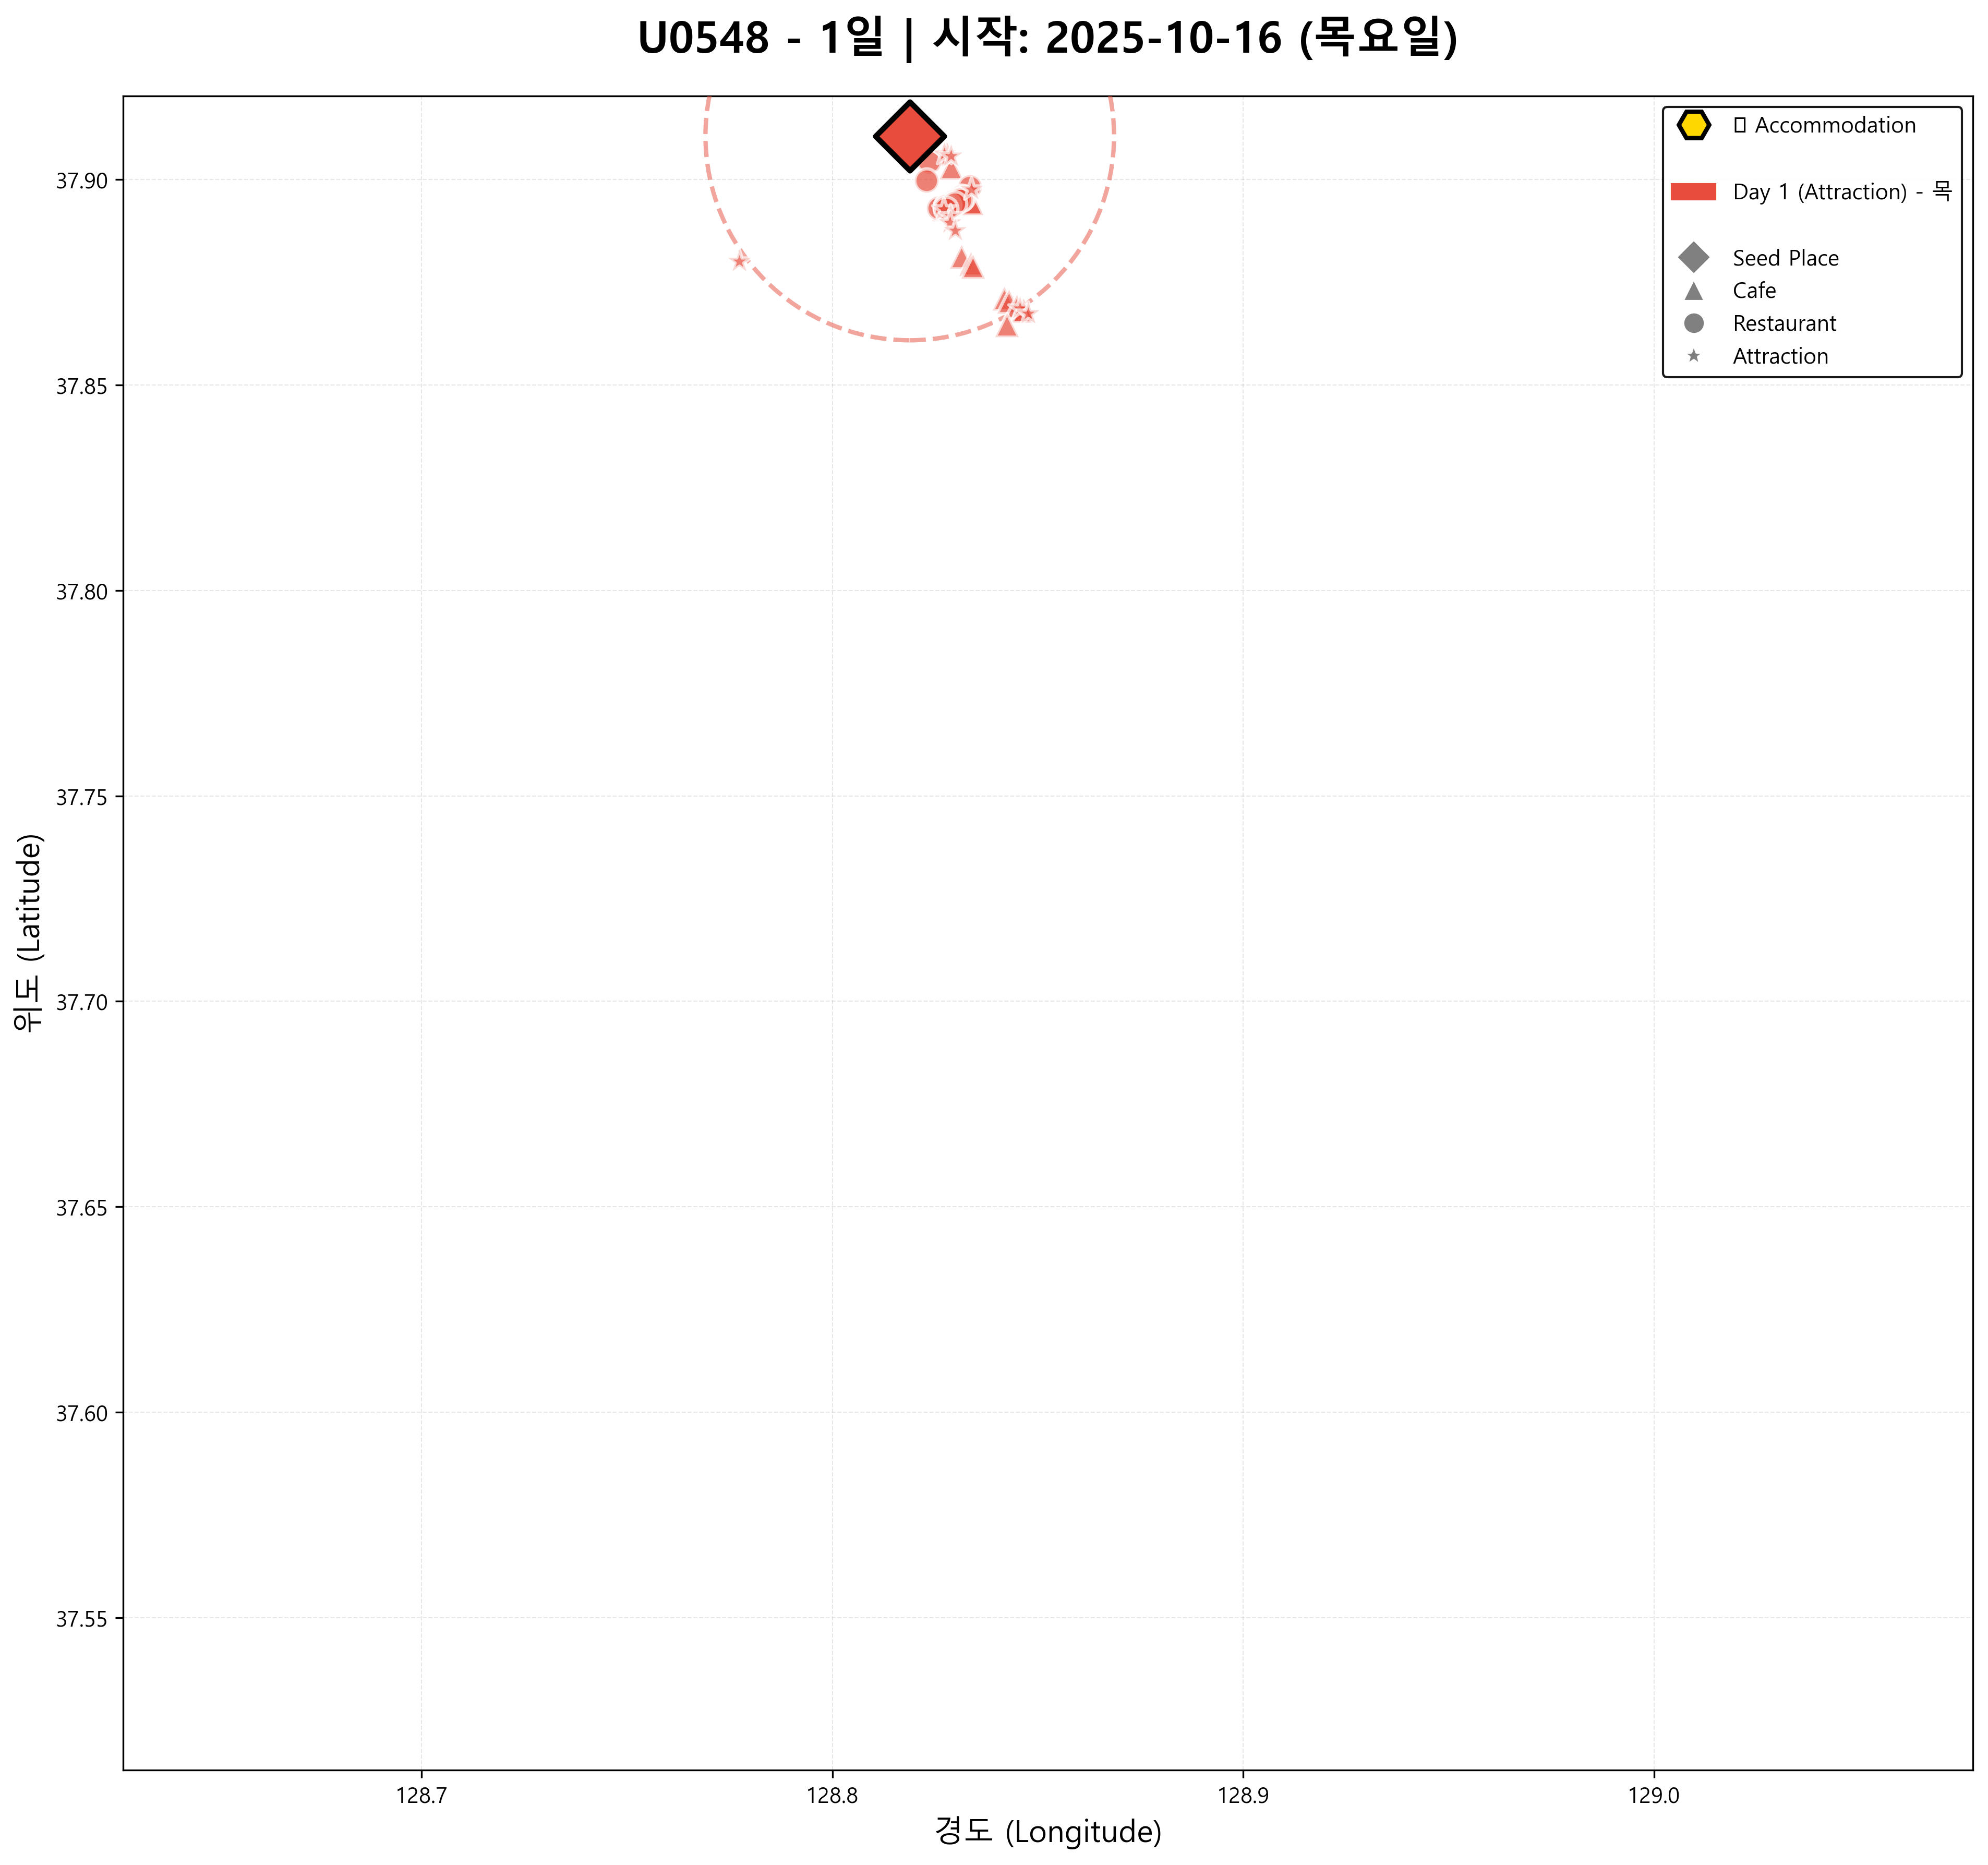 U0548 - 1일 | 시작: 2025-10-16 (목요일)
Accommodation
Day 1 (Attraction) - 목
Seed Place
Cafe
Restaurant
Attraction
위도 (Latitude)
37.90
37.85
37.80
37.75
37.70
37.65
37.60
37.55
128.7
128.8
128.9
129.0
경도 (Longitude)